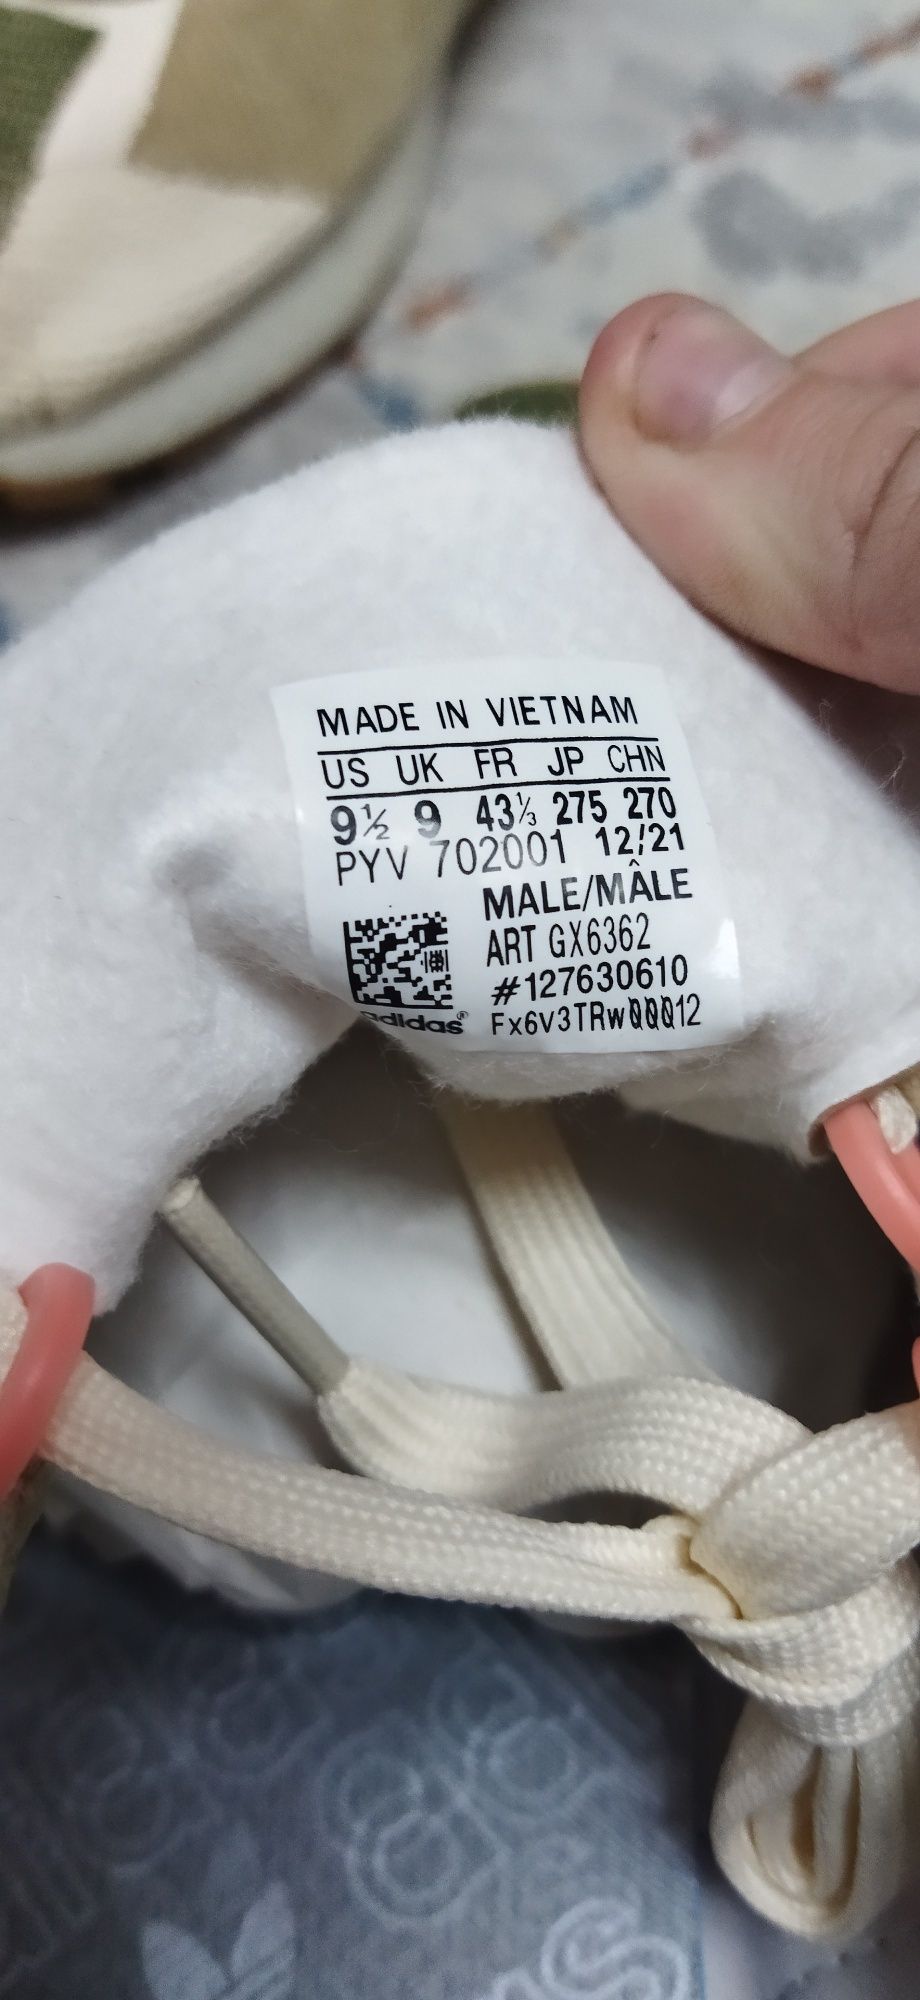 MADE IN VIETNAM
US UK FR JP CHN
9½ 9 43⅓ 275 270
PYV 702001 12/21
MALE/MÂLE
ART GX6362
#127630610
adidas® Fx6V3TRw00012